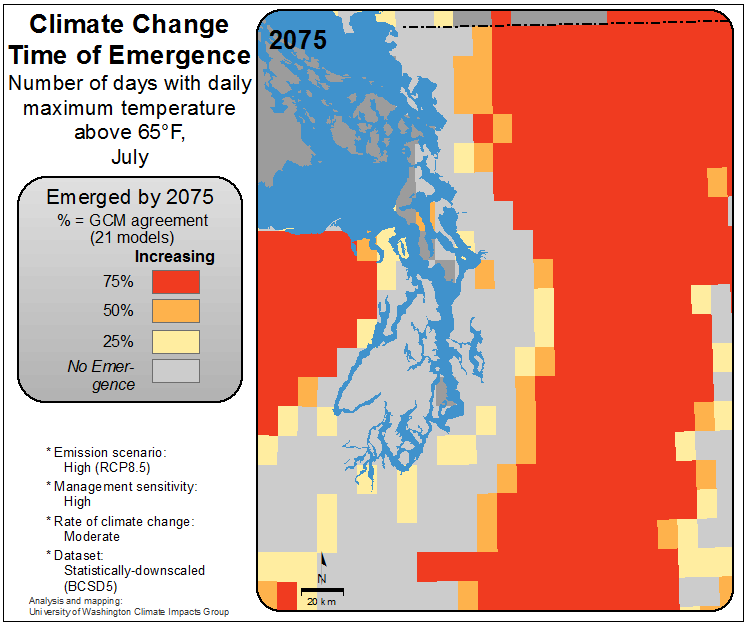 Climate Change
Time of Emergence
Number of days with daily
maximum temperature
above 65°F,
July
Emerged by 2075
% = GCM agreement
(21 models)
Increasing
75%
50%
25%
No Emer-
gence
* Emission scenario:
High (RCP8.5)
* Management sensitivity:
High
* Rate of climate change:
Moderate
* Dataset:
Statistically-downscaled
(BCSD5)
Analysis and mapping:
University of Washington Climate Impacts Group
2075
N
20 km